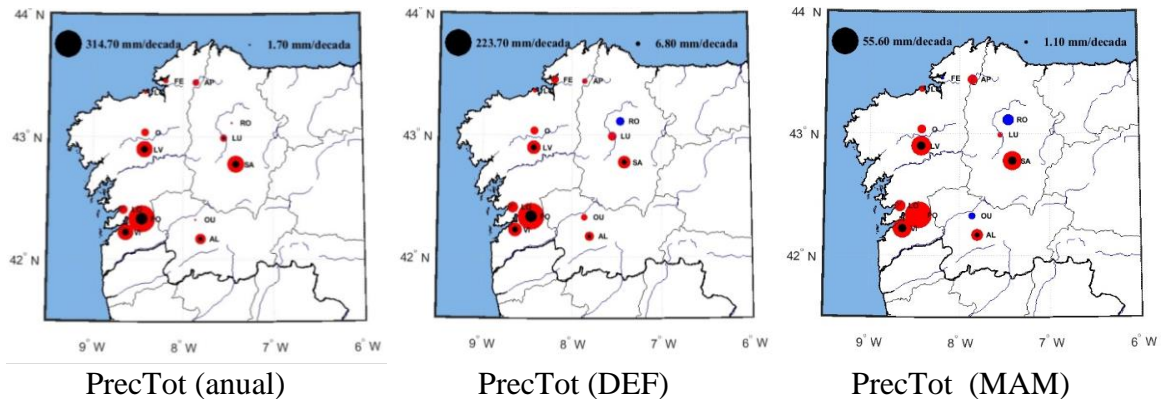 44° N
314.70 mm/decada 1.70 mm/decada
FE AP
43° N
O RO
LV LU
SA
OU
VI AL
42° N
9° W 8° W 7° W 6° W
PrecTot (anual)
44° N
223.70 mm/decada 6.80 mm/decada
FE AP
43° N
O RO
LV LU
SA
OU
VI AL
42° N
9° W 8° W 7° W 6° W
PrecTot (DEF)
44° N
55.60 mm/decada 1.10 mm/decada
FE AP
43° N
O RO
LV LU
SA
OU
VI AL
42° N
9° W 8° W 7° W 6° W
PrecTot (MAM)